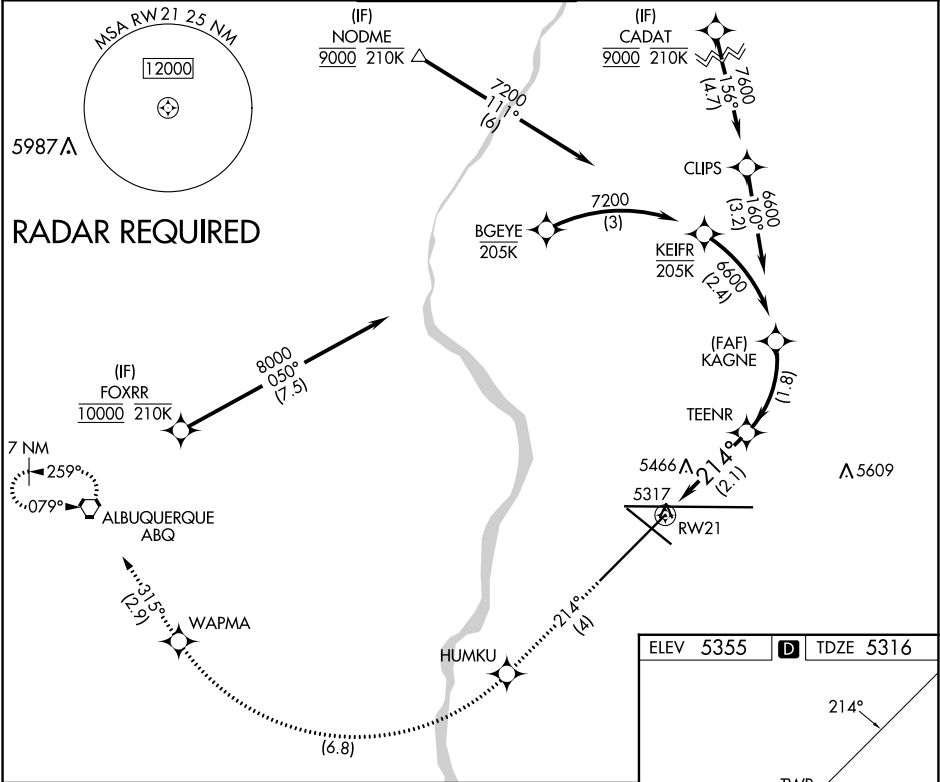 MSA RW 21 25 NM
12000
5987
RADAR REQUIRED
(IF)
NODME
9000 210K
7200
111°
(6)
(IF)
CADAT
9000 210K
7600
156°
(4.7)
CLIPS
6600
160°
(3.2)
BGEYE
205K
7200
(3)
KEIFR
205K
6600
(2.4)
(FAF)
KAGNE
(1.8)
TEENR
214°
(2.1)
5466
5609
5317
RW21
(IF)
FOXRR
10000 210K
8000
050°
(7.5)
7 NM
259°
079°
ALBUQUERQUE
ABQ
315°
(2.9)
WAPMA
(6.8)
HUMKU
214°
(4)
ELEV 5355 D TDZE 5316
214°
TWR